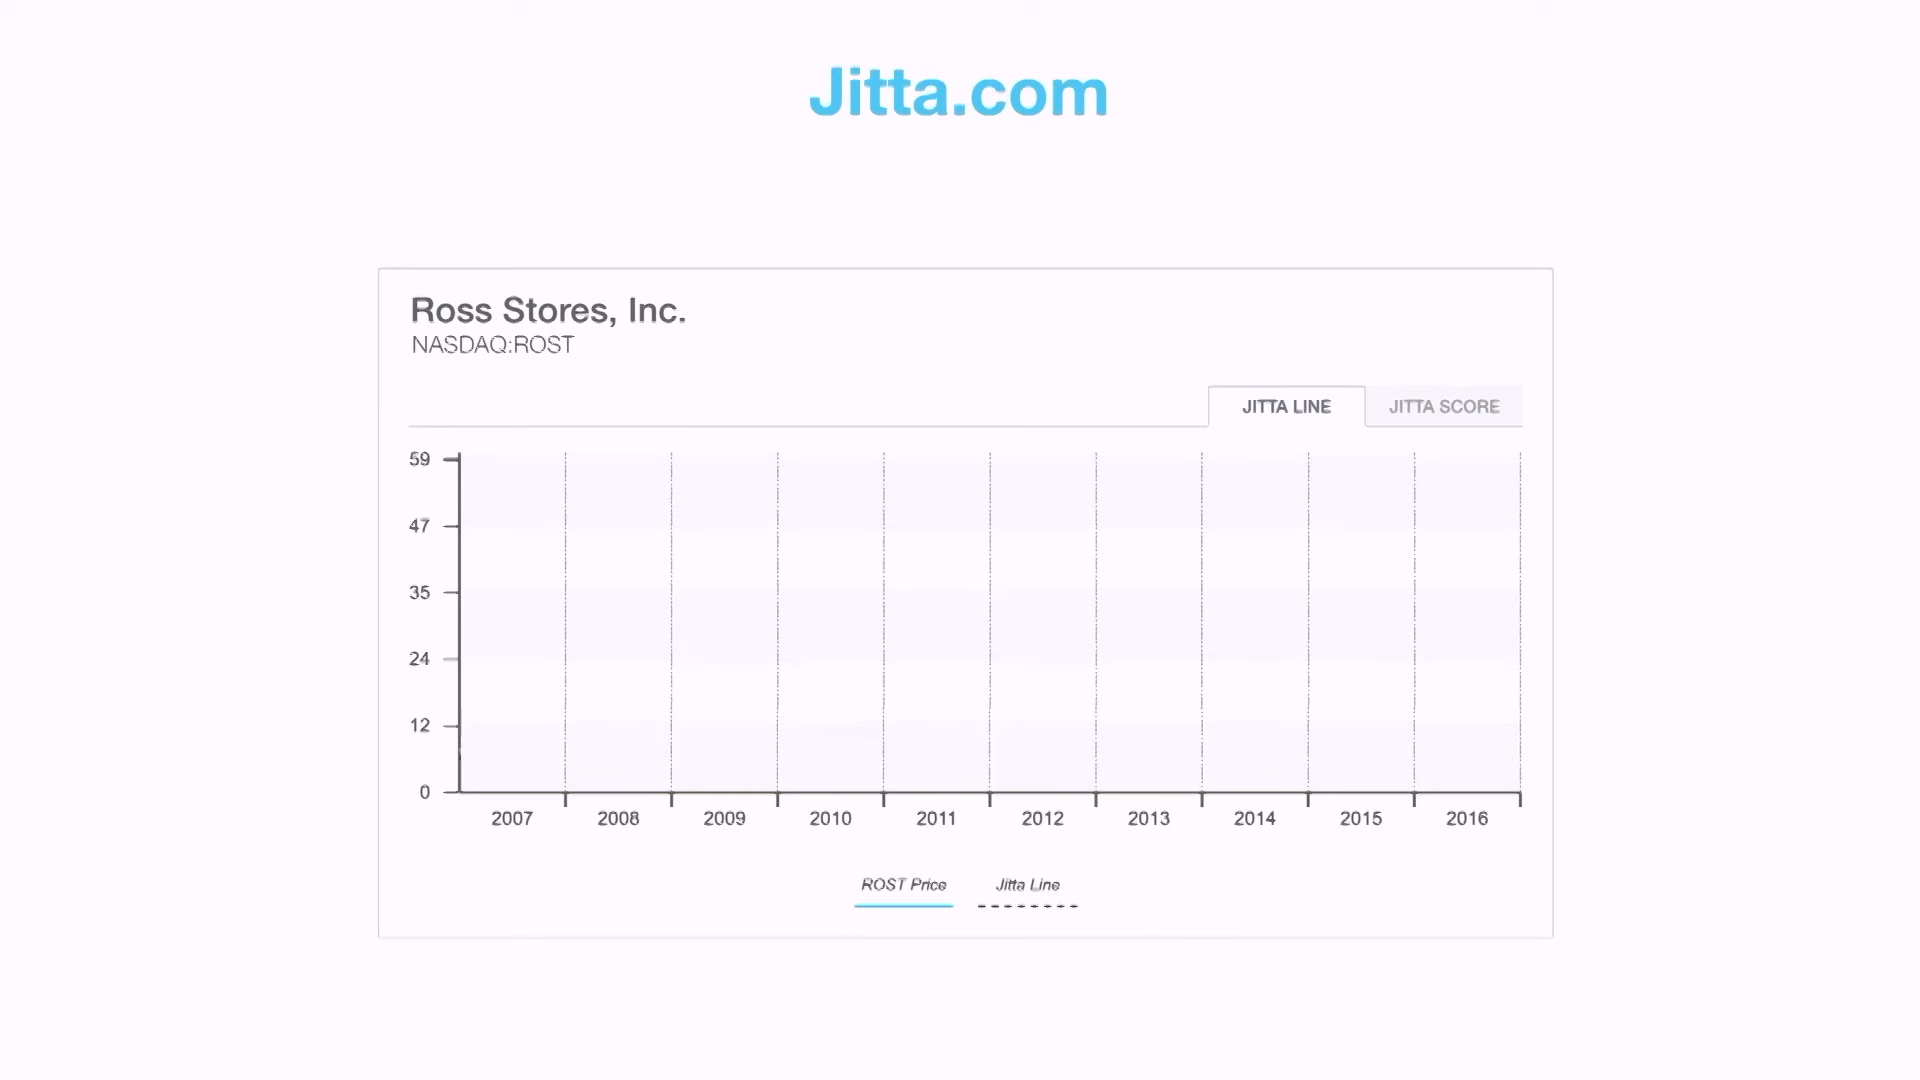 Jitta.com
Ross Stores, Inc.
NASDAQ:ROST
JITTA LINE JITTA SCORE
59
47
35
24
12
0
2007 2008 2009 2010 2011 2012 2013 2014 2015 2016
ROST Price Jitta Line